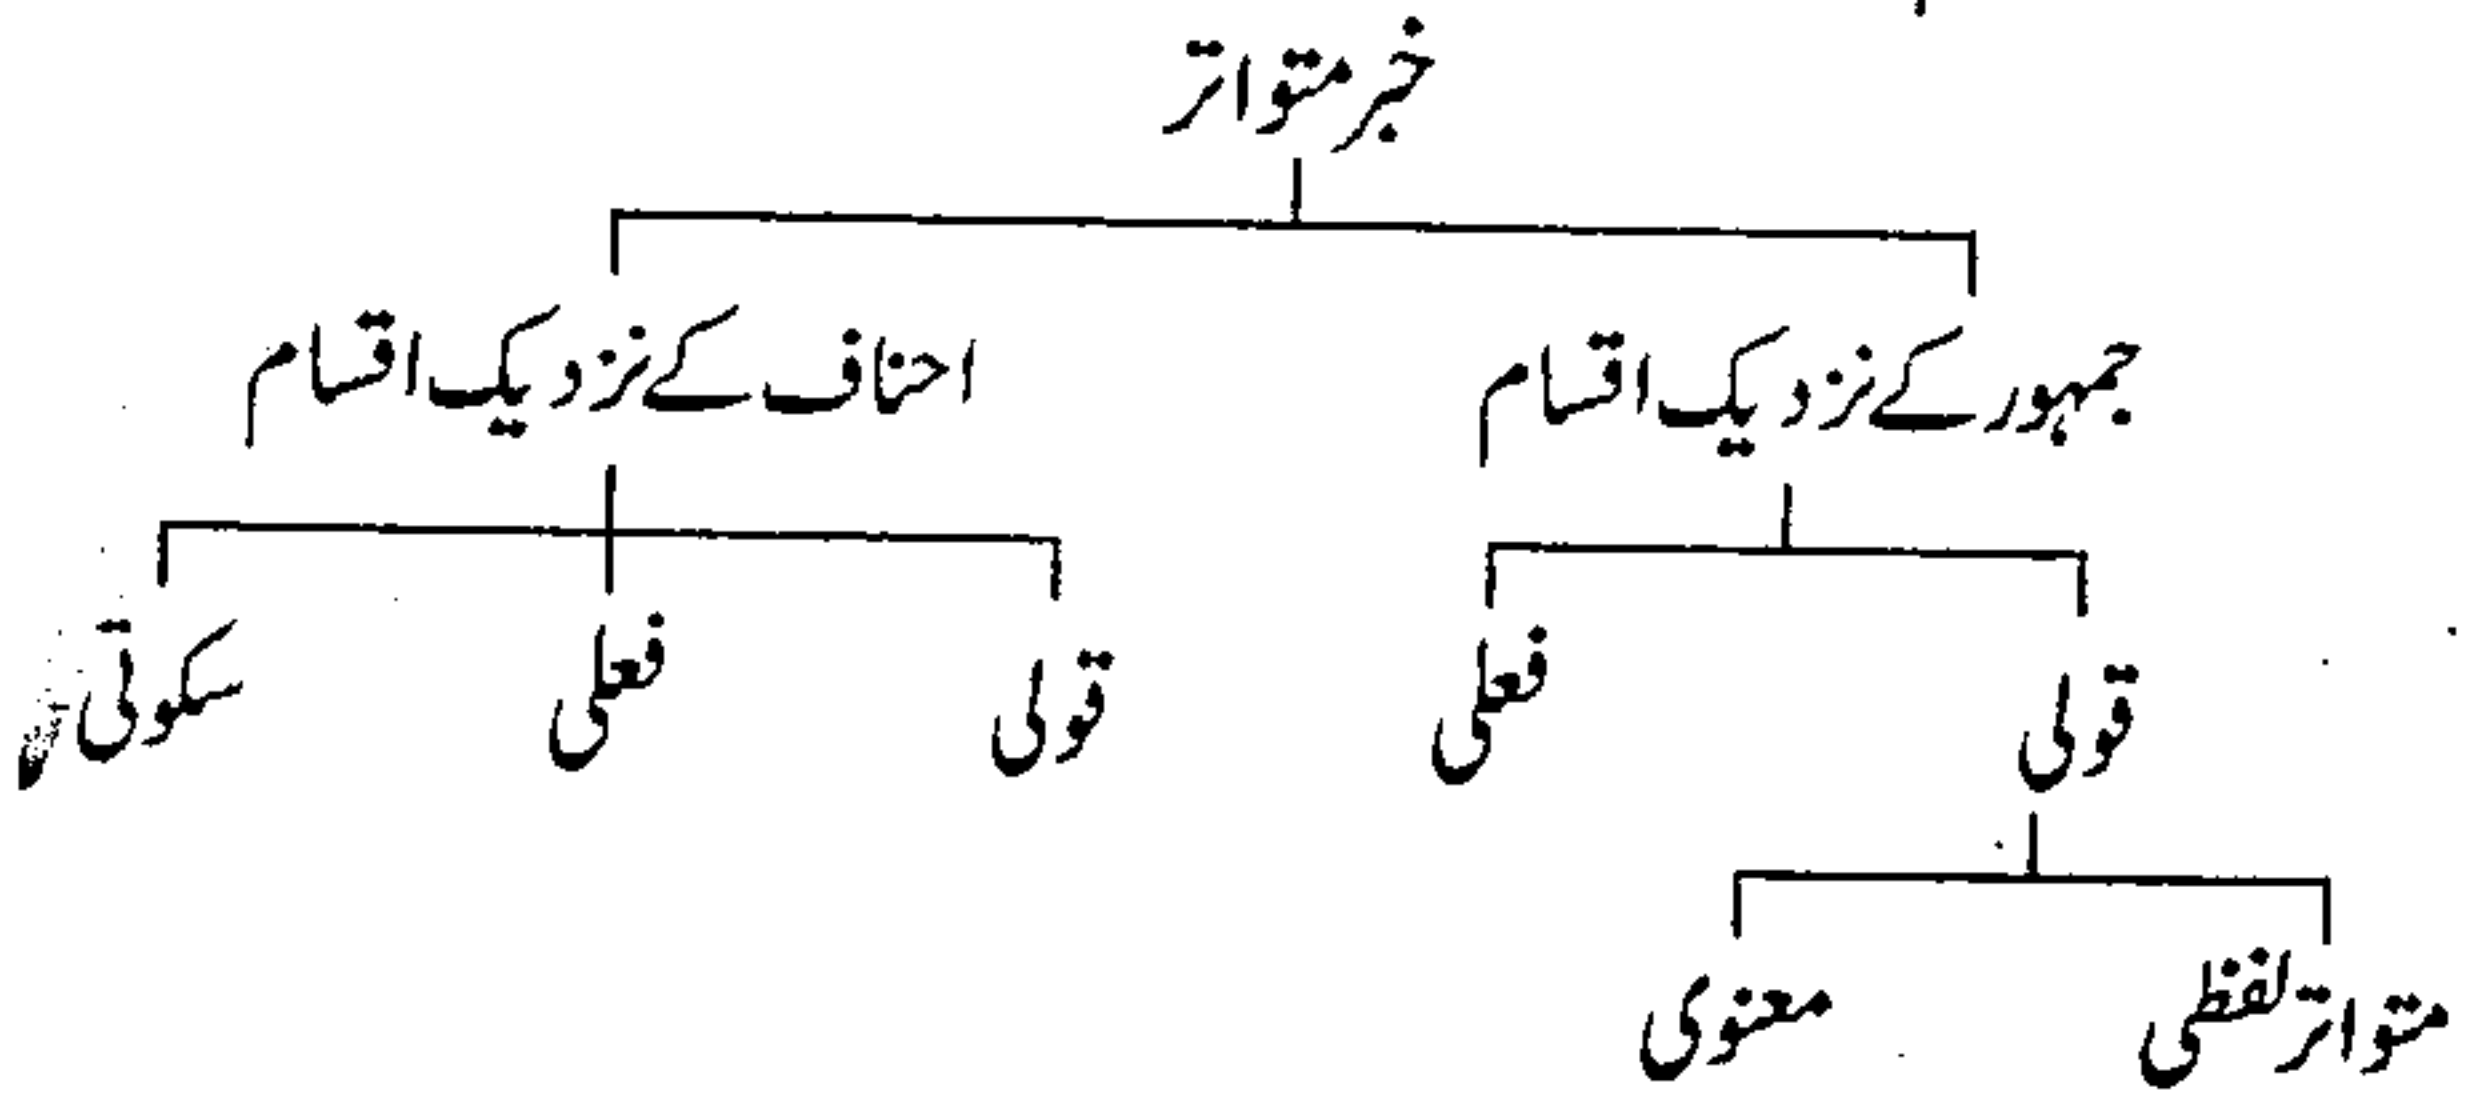 خبر متواتر
جمہور کے نزدیک اقسام احناف کے نزدیک اقسام
قولی فعلی قولی فعلی سکوتی
متواتر لفظی معنوی